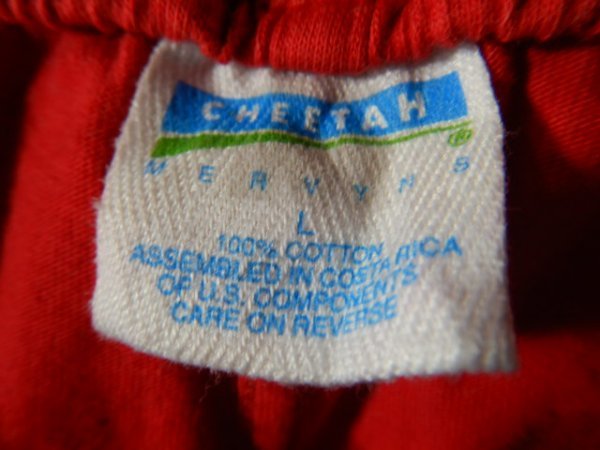 CHEETAH
®
MERVYNS
L
100% COTTON
ASSEMBLED IN COSTA RICA
OF U.S. COMPONENTS
CARE ON REVERSE